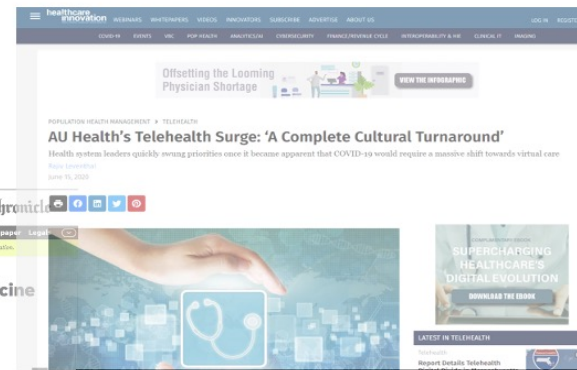 healthcare
innovation
WEBINARS WHITEPAPERS VIDEOS INNOVATORS SUBSCRIBE ADVERTISE ABOUT US
LOG IN
COVID-19 EVENTS VBC POP HEALTH ANALYTICS/AI CYBERSECURITY FINANCE/REVENUE CYCLE INTEROPERABILITY & HIE CLINICAL IT IMAGING
Offsetting the Looming
Physician Shortage
VIEW THE INFOGRAPHIC
POPULATION HEALTH MANAGEMENT > TELEHEALTH
AU Health's Telehealth Surge: 'A Complete Cultural Turnaround'
Health system leaders quickly swung priorities once it became apparent that COVID-19 would require a massive shift towards virtual care
Rajiv Leventhal
June 15, 2020
hronicle
paper Legal
cine
SUPERCHARGING
HEALTHCARE'S
DIGITAL EVOLUTION
DOWNLOAD THE EBOOK
LATEST IN TELEHEALTH
Telehealth
Report Details Telehealth